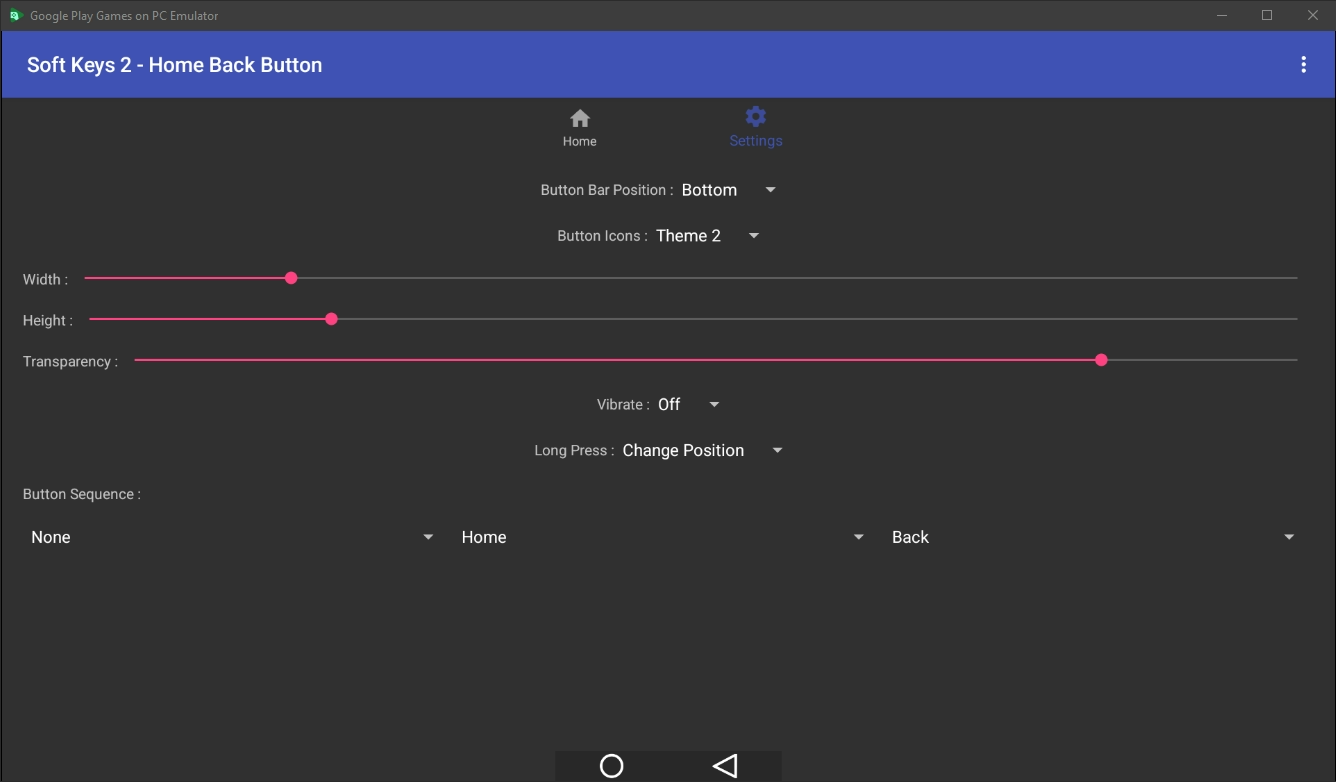 Google Play Games on PC Emulator
Soft Keys 2 - Home Back Button
Home Settings
Button Bar Position : Bottom
Button Icons : Theme 2
Width :
Height :
Transparency :
Vibrate : Off
Long Press : Change Position
Button Sequence :
None Home Back